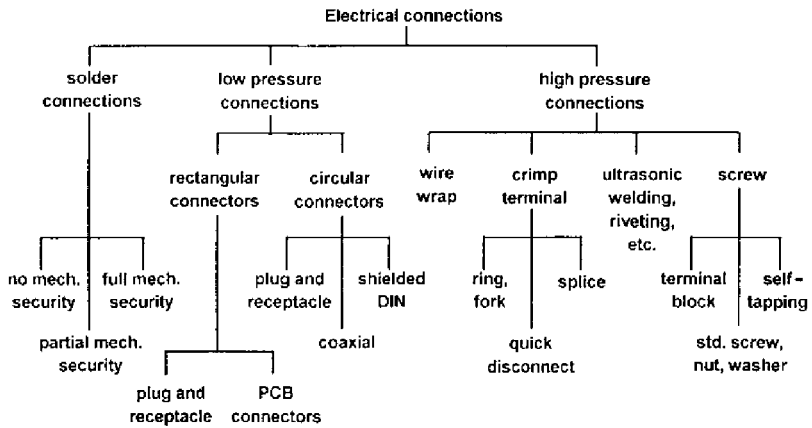 Electrical connections
solder
connections
low pressure
connections
high pressure
connections
rectangular
connectors
circular
connectors
wire
wrap
crimp
terminal
ultrasonic
welding,
riveting,
etc.
screw
no mech.
security
full mech.
security
partial mech.
security
plug and
receptacle
shielded
DIN
coaxial
ring,
fork
splice
quick
disconnect
terminal
block
self-
tapping
std. screw,
nut, washer
plug and
receptacle
PCB
connectors